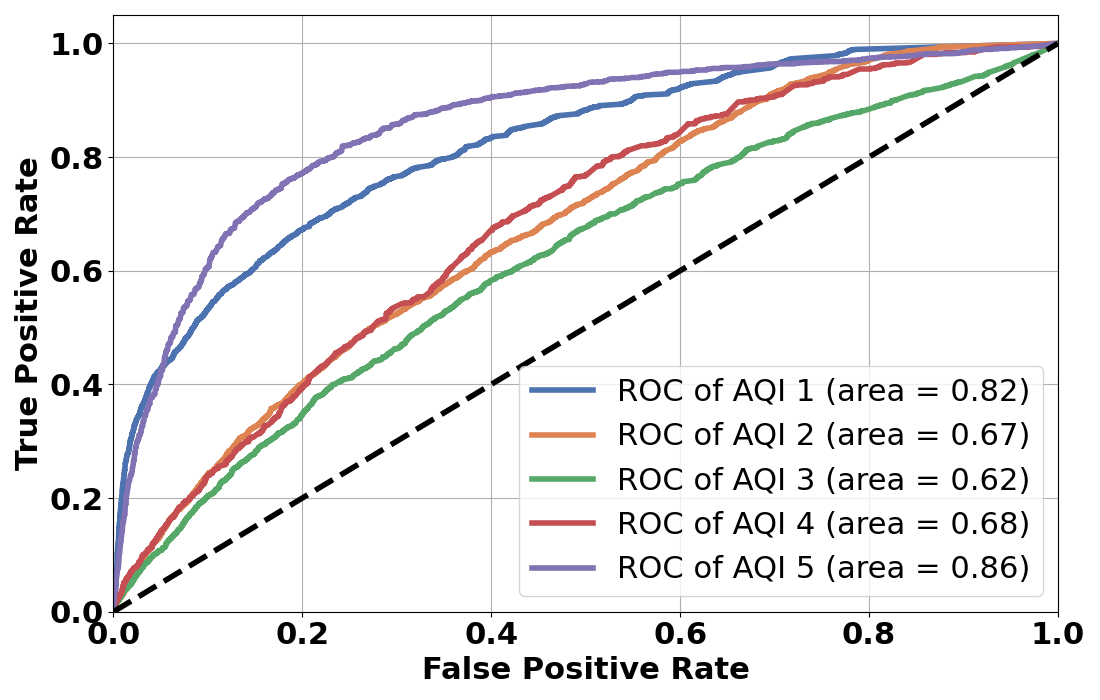 True Positive Rate
1.0
0.8
0.6
0.4
0.2
0.0
0.0 0.2 0.4 0.6 0.8 1.0
False Positive Rate
ROC of AQI 1 (area = 0.82)
ROC of AQI 2 (area = 0.67)
ROC of AQI 3 (area = 0.62)
ROC of AQI 4 (area = 0.68)
ROC of AQI 5 (area = 0.86)